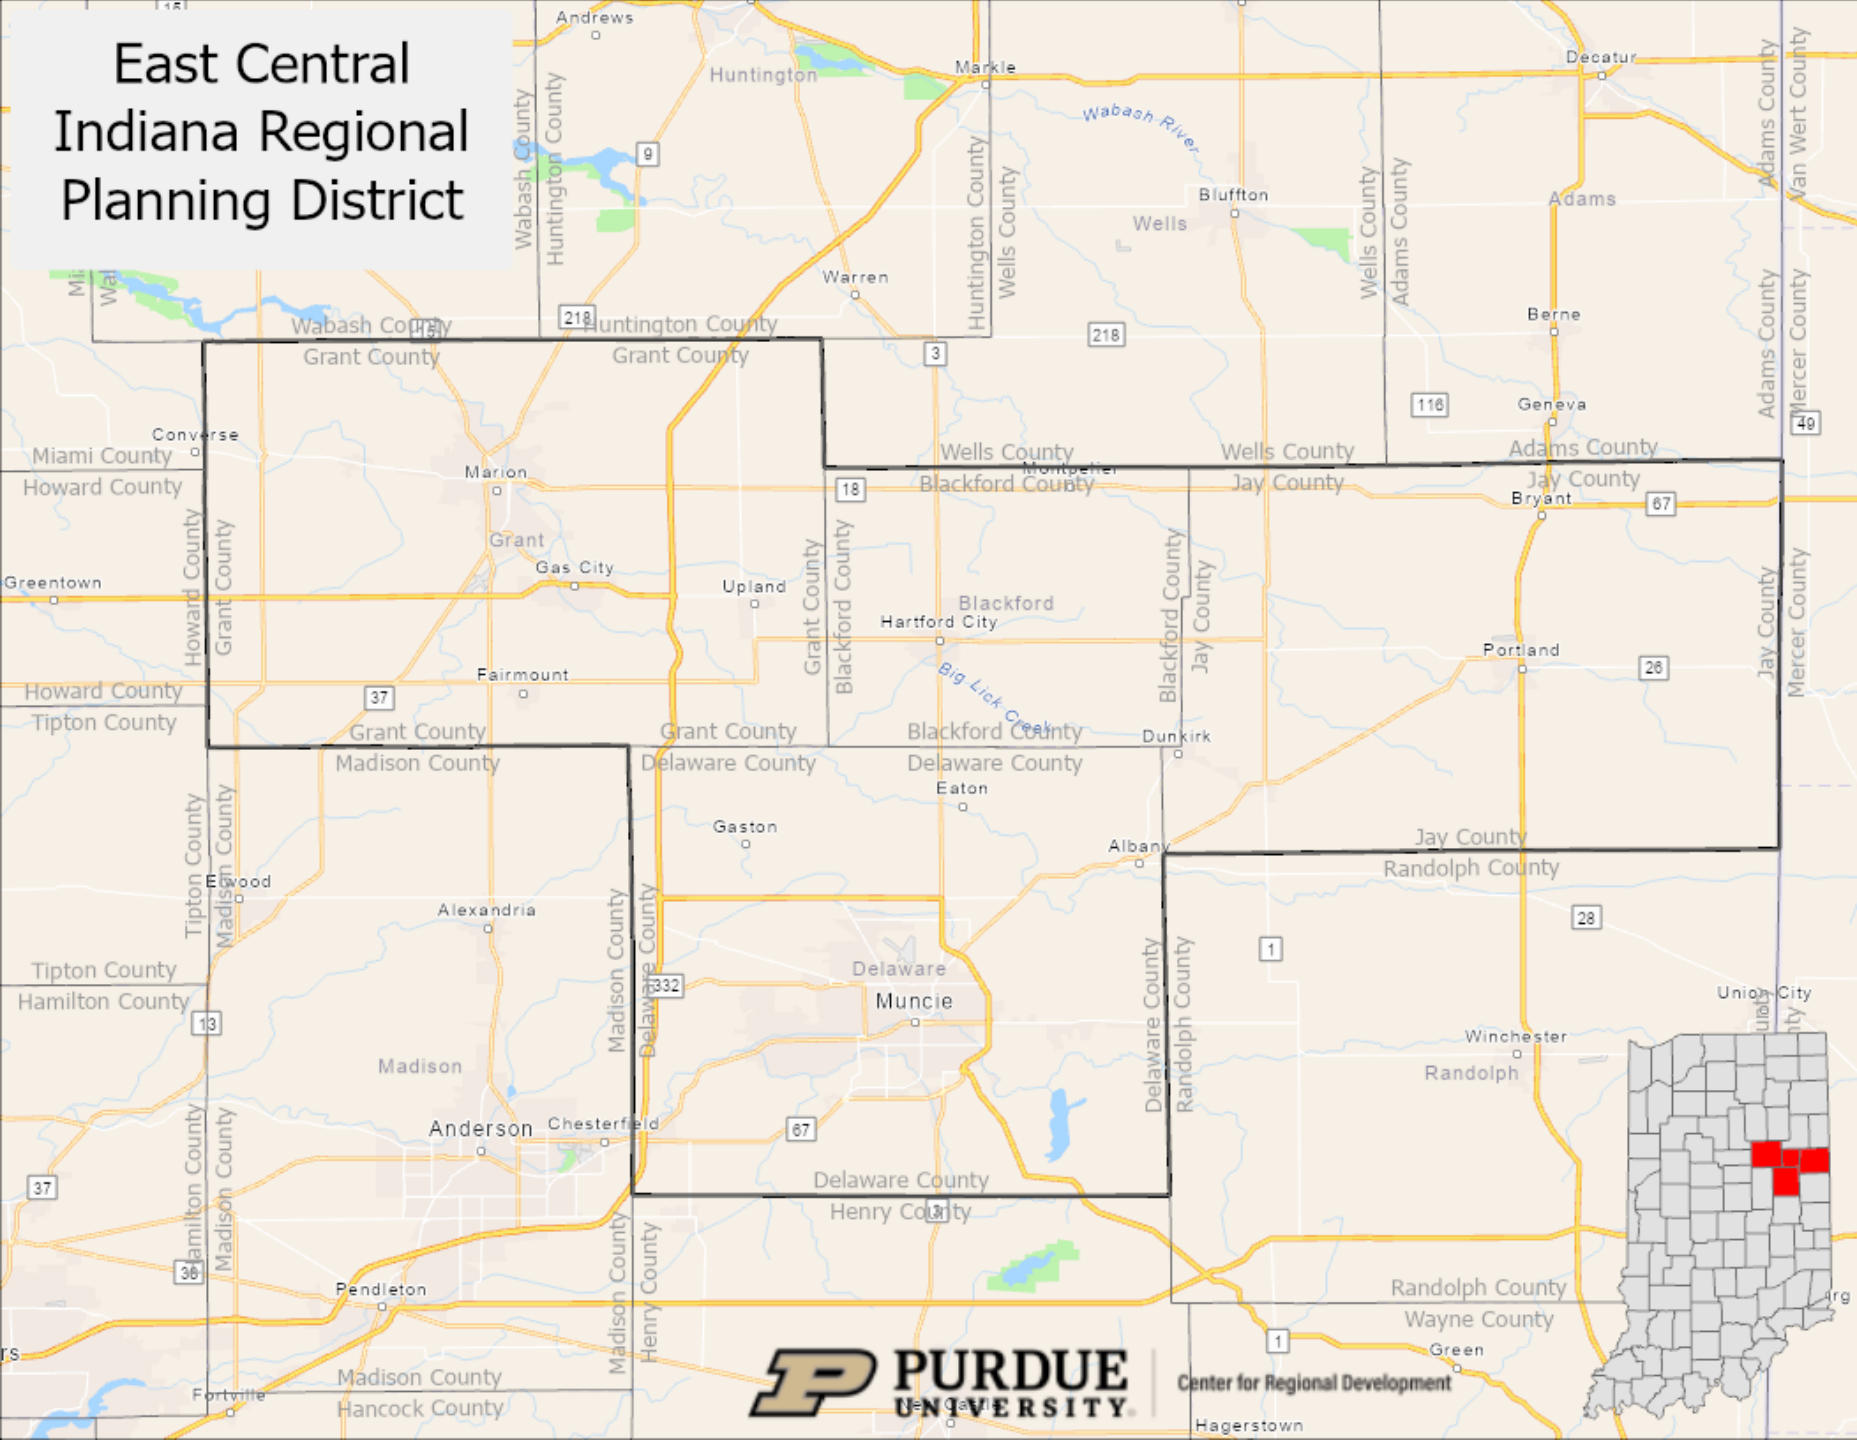 East Central
Indiana Regional
Planning District
15
Andrews
Huntington
Markle
Decatur
Wabash County
Huntington County
9
Wabash River
Huntington County
Wells County
Bluffton
Wells
Wells County
Adams County
Adams
Adams County
Van Wert County
Warren
218
Wabash County
15
Huntington County
Grant County
Grant County
3
218
Berne
Adams County
Mercer County
116
Geneva
49
Converse
Miami County
Howard County
Marion
Wells County
Wells County
Adams County
Montpelier
Blackford County
Jay County
Jay County
18
Bryant
67
Howard County
Grant County
Grant
Gas City
Greentown
Upland
Grant County
Blackford County
Blackford
Hartford City
Blackford County
Jay County
Portland
26
Jay County
Mercer County
Fairmount
37
Big Lick Creek
Howard County
Tipton County
Grant County
Grant County
Blackford County
Dunkirk
Madison County
Delaware County
Delaware County
Eaton
Gaston
Albany
Jay County
Randolph County
Tipton County
Madison County
Elwood
Alexandria
Madison County
Delaware County
28
Delaware
Delaware County
Randolph County
1
Tipton County
Hamilton County
332
Muncie
Union City
13
Winchester
Randolph
Madison
Anderson
Chesterfield
67
Hamilton County
Madison County
37
Delaware County
Henry County
3
38
Madison County
Henry County
Pendleton
Randolph County
Wayne County
1
Green
Madison County
Hancock County
Fortville
PURDUE
UNIVERSITY®
Center for Regional Development
New Castle
Hagerstown